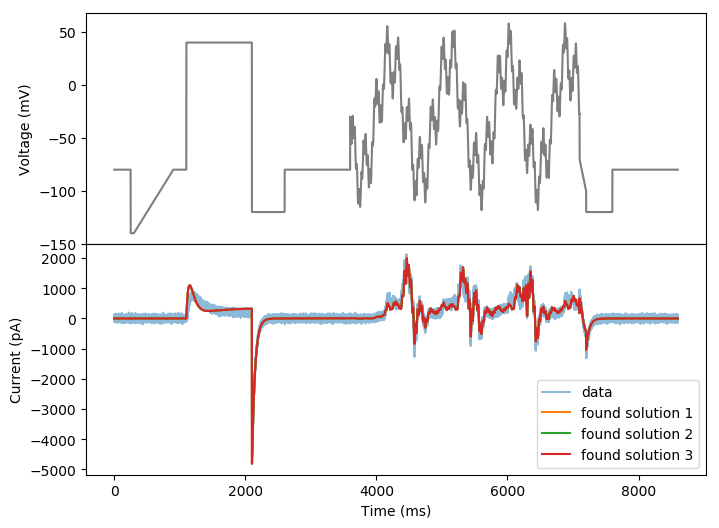 50
0
−50
−100
−150
Voltage (mV)
2000
1000
0
−1000
−2000
−3000
−4000
−5000
Current (pA)
data
found solution 1
found solution 2
found solution 3
0
2000
4000
6000
8000
Time (ms)